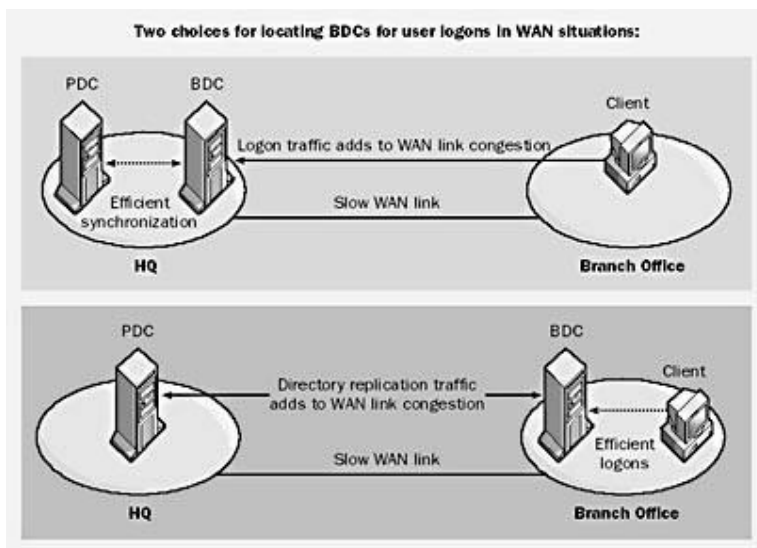 Two choices for locating BDCs for user logons in WAN situations:
PDC
BDC
Client
Logon traffic adds to WAN link congestion
Efficient
synchronization
Slow WAN link
HQ
Branch Office
PDC
BDC
Client
Directory replication traffic
adds to WAN link congestion
Efficient
logons
Slow WAN link
HQ
Branch Office